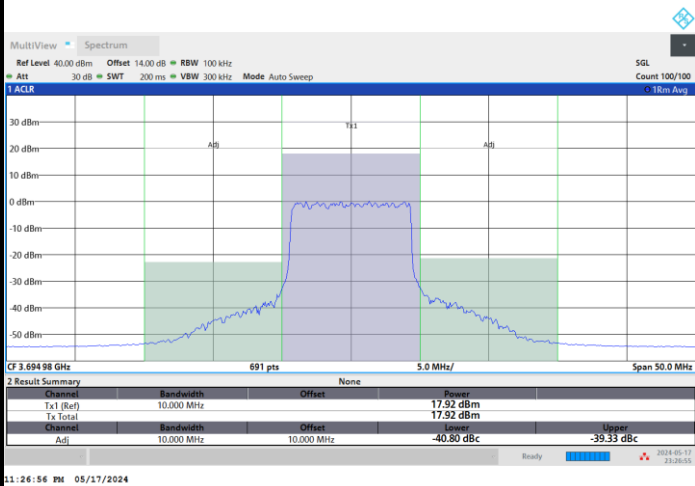 MultiView Spectrum
Ref Level 40.00 dBm Offset 14.00 dB RBW 100 kHz SGL
Att 30 dB SWT 200 ms VBW 300 kHz Mode Auto Sweep Count 100/100
1 ACLR 1Rm Avg
30 dBm
Tx1
20 dBm
Adj Adj
10 dBm
0 dBm
-10 dBm
-20 dBm
-30 dBm
-40 dBm
-50 dBm
CF 3.694 98 GHz 691 pts 5.0 MHz/ Span 50.0 MHz
2 Result Summary None
Channel Bandwidth Offset Power
Tx1 (Ref) 10.000 MHz 17.92 dBm
Tx Total 17.92 dBm
Channel Bandwidth Offset Lower Upper
Adj 10.000 MHz 10.000 MHz -40.80 dBc -39.33 dBc
Ready 2024-05-17
23:26:55
11:26:56 PM 05/17/2024